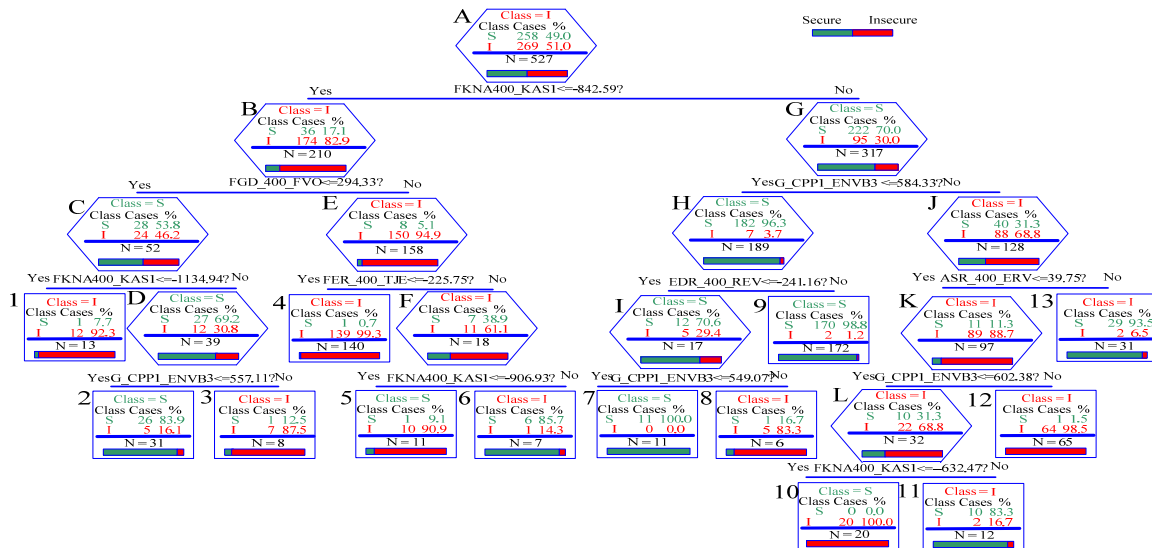 A
Class = I
Class Cases %
S 258 49.0
I 269 51.0
N = 527
Secure Insecure
FKNA400_KAS1<=-842.59?
Yes No
B
Class = I
Class Cases %
S 36 17.1
I 174 82.9
N = 210
G
Class = S
Class Cases %
S 222 70.0
I 95 30.0
N = 317
FGD_400_FVO<=294.33?
Yes No
G_CPP1_ENVB3 <=584.33?
Yes No
C
Class = S
Class Cases %
S 28 53.8
I 24 46.2
N = 52
E
Class = I
Class Cases %
S 8 5.1
I 150 94.9
N = 158
H
Class = S
Class Cases %
S 182 96.3
I 7 3.7
N = 189
J
Class = I
Class Cases %
S 40 31.3
I 88 68.8
N = 128
Yes FKNA400_KAS1<=-1134.94? No
Yes FER_400_TJE<=-225.75? No
Yes EDR_400_REV<=-241.16? No
Yes ASR_400_ERV<=39.75? No
1
Class = I
Class Cases %
S 1 7.7
I 12 92.3
N = 13
D
Class = S
Class Cases %
S 27 69.2
I 12 30.8
N = 39
4
Class = I
Class Cases %
S 1 0.7
I 139 99.3
N = 140
F
Class = I
Class Cases %
S 7 38.9
I 11 61.1
N = 18
I
Class = S
Class Cases %
S 12 70.6
I 5 29.4
N = 17
9
Class = S
Class Cases %
S 170 98.8
I 2 1.2
N = 172
K
Class = I
Class Cases %
S 11 11.3
I 89 88.7
N = 97
13
Class = I
Class Cases %
S 29 93.5
I 2 6.5
N = 31
Yes G_CPP1_ENVB3<=557.11? No
Yes FKNA400_KAS1<=-906.93? No
Yes G_CPP1_ENVB3<=549.07? No
Yes G_CPP1_ENVB3<=602.38? No
2
Class = S
Class Cases %
S 26 83.9
I 5 16.1
N = 31
3
Class = I
Class Cases %
S 1 12.5
I 7 87.5
N = 8
5
Class = S
Class Cases %
S 1 9.1
I 10 90.9
N = 11
6
Class = I
Class Cases %
S 6 85.7
I 1 14.3
N = 7
7
Class = S
Class Cases %
S 11 100.0
I 0 0.0
N = 11
8
Class = I
Class Cases %
S 1 16.7
I 5 83.3
N = 6
L
Class = I
Class Cases %
S 10 31.3
I 22 68.8
N = 32
12
Class = I
Class Cases %
S 1 1.5
I 64 98.5
N = 65
Yes FKNA400_KAS1<=-632.47? No
10
Class = S
Class Cases %
S 0 0.0
I 20 100.0
N = 20
11
Class = I
Class Cases %
S 10 83.3
I 2 16.7
N = 12